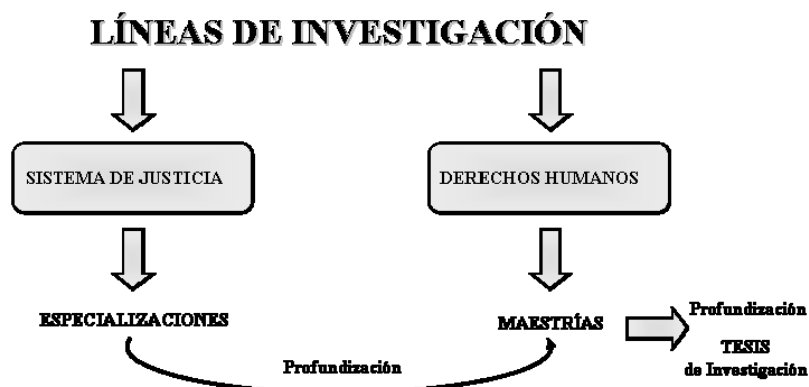 LÍNEAS DE INVESTIGACIÓN
SISTEMA DE JUSTICIA
DERECHOS HUMANOS
ESPECIALIZACIONES
MAESTRÍAS
Profundización
TESIS
de Investigación
Profundización